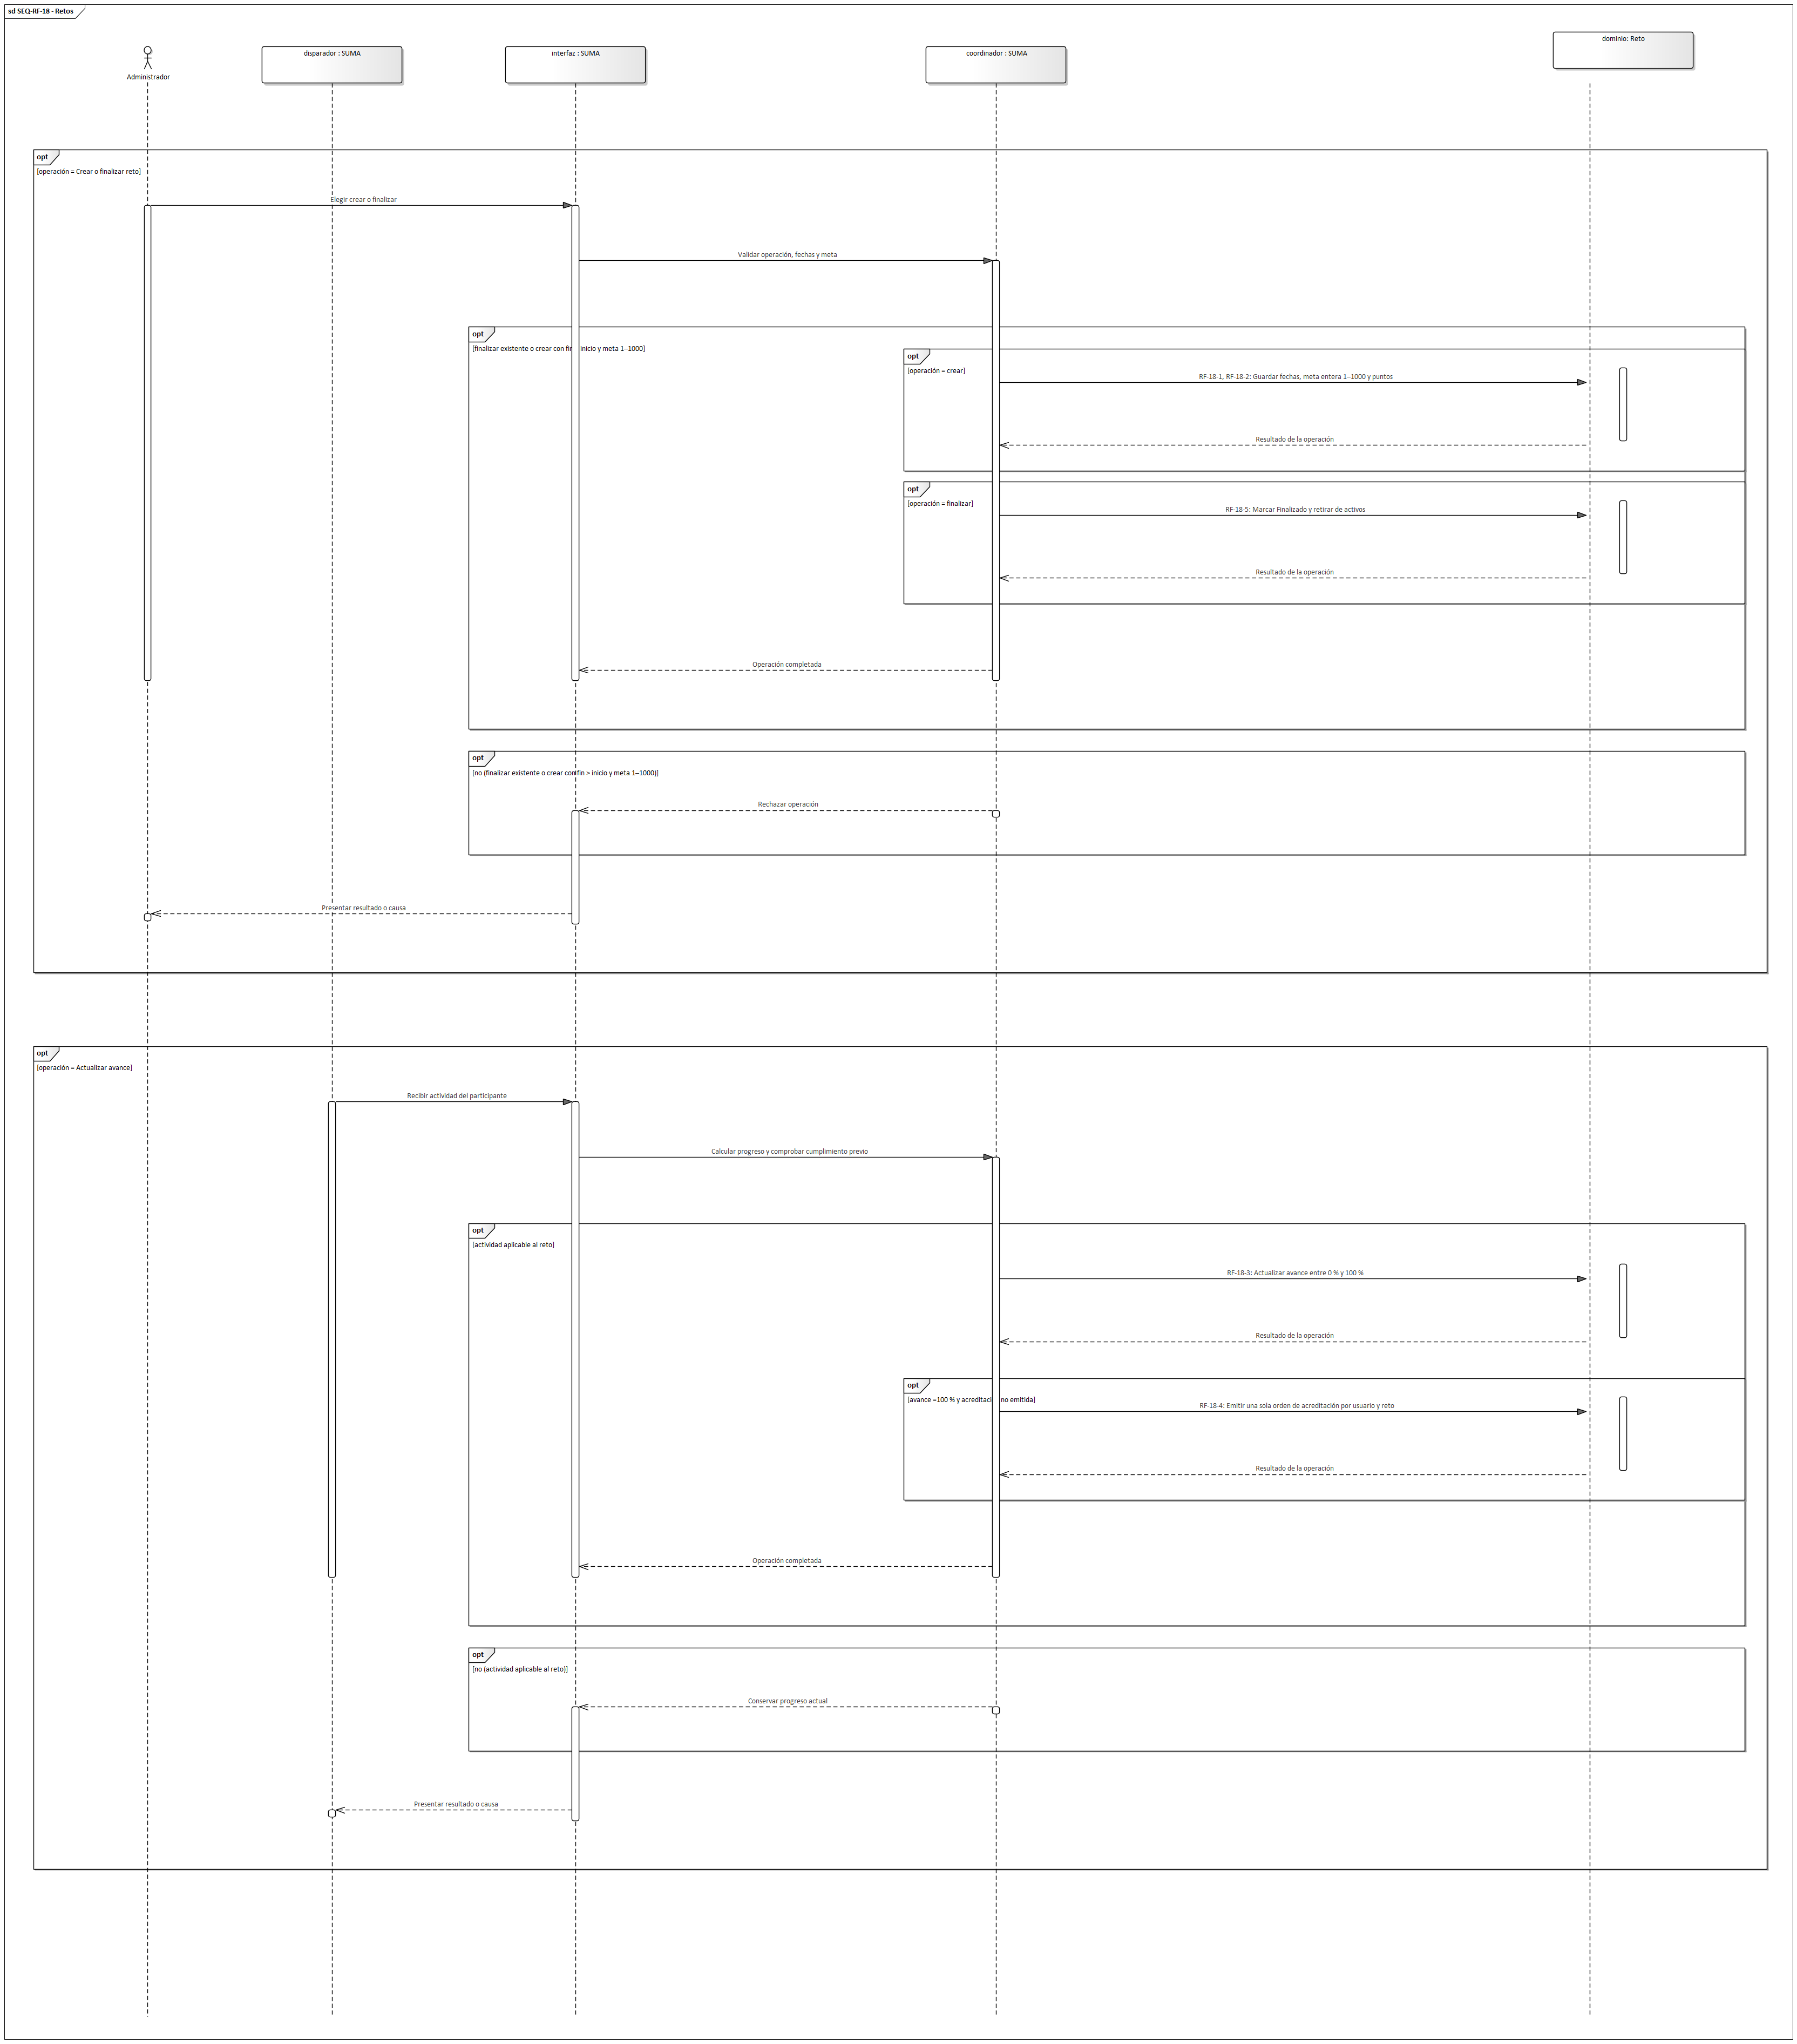 sd SEQ-RF-18 - Retos
Administrador
disparador : SUMA
interfaz : SUMA
coordinador : SUMA
dominio: Reto
opt
[operación = Crear o finalizar reto]
Elegir crear o finalizar
Validar operación, fechas y meta
opt
[finalizar existente o crear con fin inicio y meta 1–1000]
opt
[operación = crear]
RF-18-1, RF-18-2: Guardar fechas, meta entera 1–1000 y puntos
Resultado de la operación
opt
[operación = finalizar]
RF-18-5: Marcar Finalizado y retirar de activos
Resultado de la operación
Operación completada
opt
[no (finalizar existente o crear con fin > inicio y meta 1–1000)]
Rechazar operación
Presentar resultado o causa
opt
[operación = Actualizar avance]
Recibir actividad del participante
Calcular progreso y comprobar cumplimiento previo
opt
[actividad aplicable al reto]
RF-18-3: Actualizar avance entre 0 % y 100 %
Resultado de la operación
opt
[avance =100 % y acreditación no emitida]
RF-18-4: Emitir una sola orden de acreditación por usuario y reto
Resultado de la operación
Operación completada
opt
[no (actividad aplicable al reto)]
Conservar progreso actual
Presentar resultado o causa